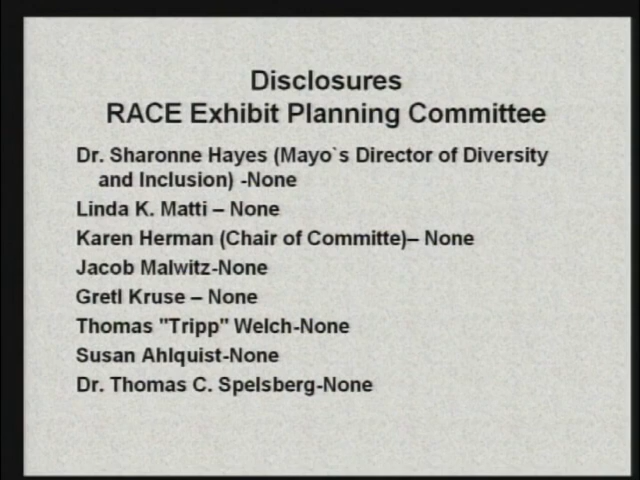 Disclosures
RACE Exhibit Planning Committee
Dr. Sharonne Hayes (Mayo`s Director of Diversity
and Inclusion) -None
Linda K. Matti – None
Karen Herman (Chair of Committe)– None
Jacob Malwitz-None
Gretl Kruse – None
Thomas "Tripp" Welch-None
Susan Ahlquist-None
Dr. Thomas C. Spelsberg-None